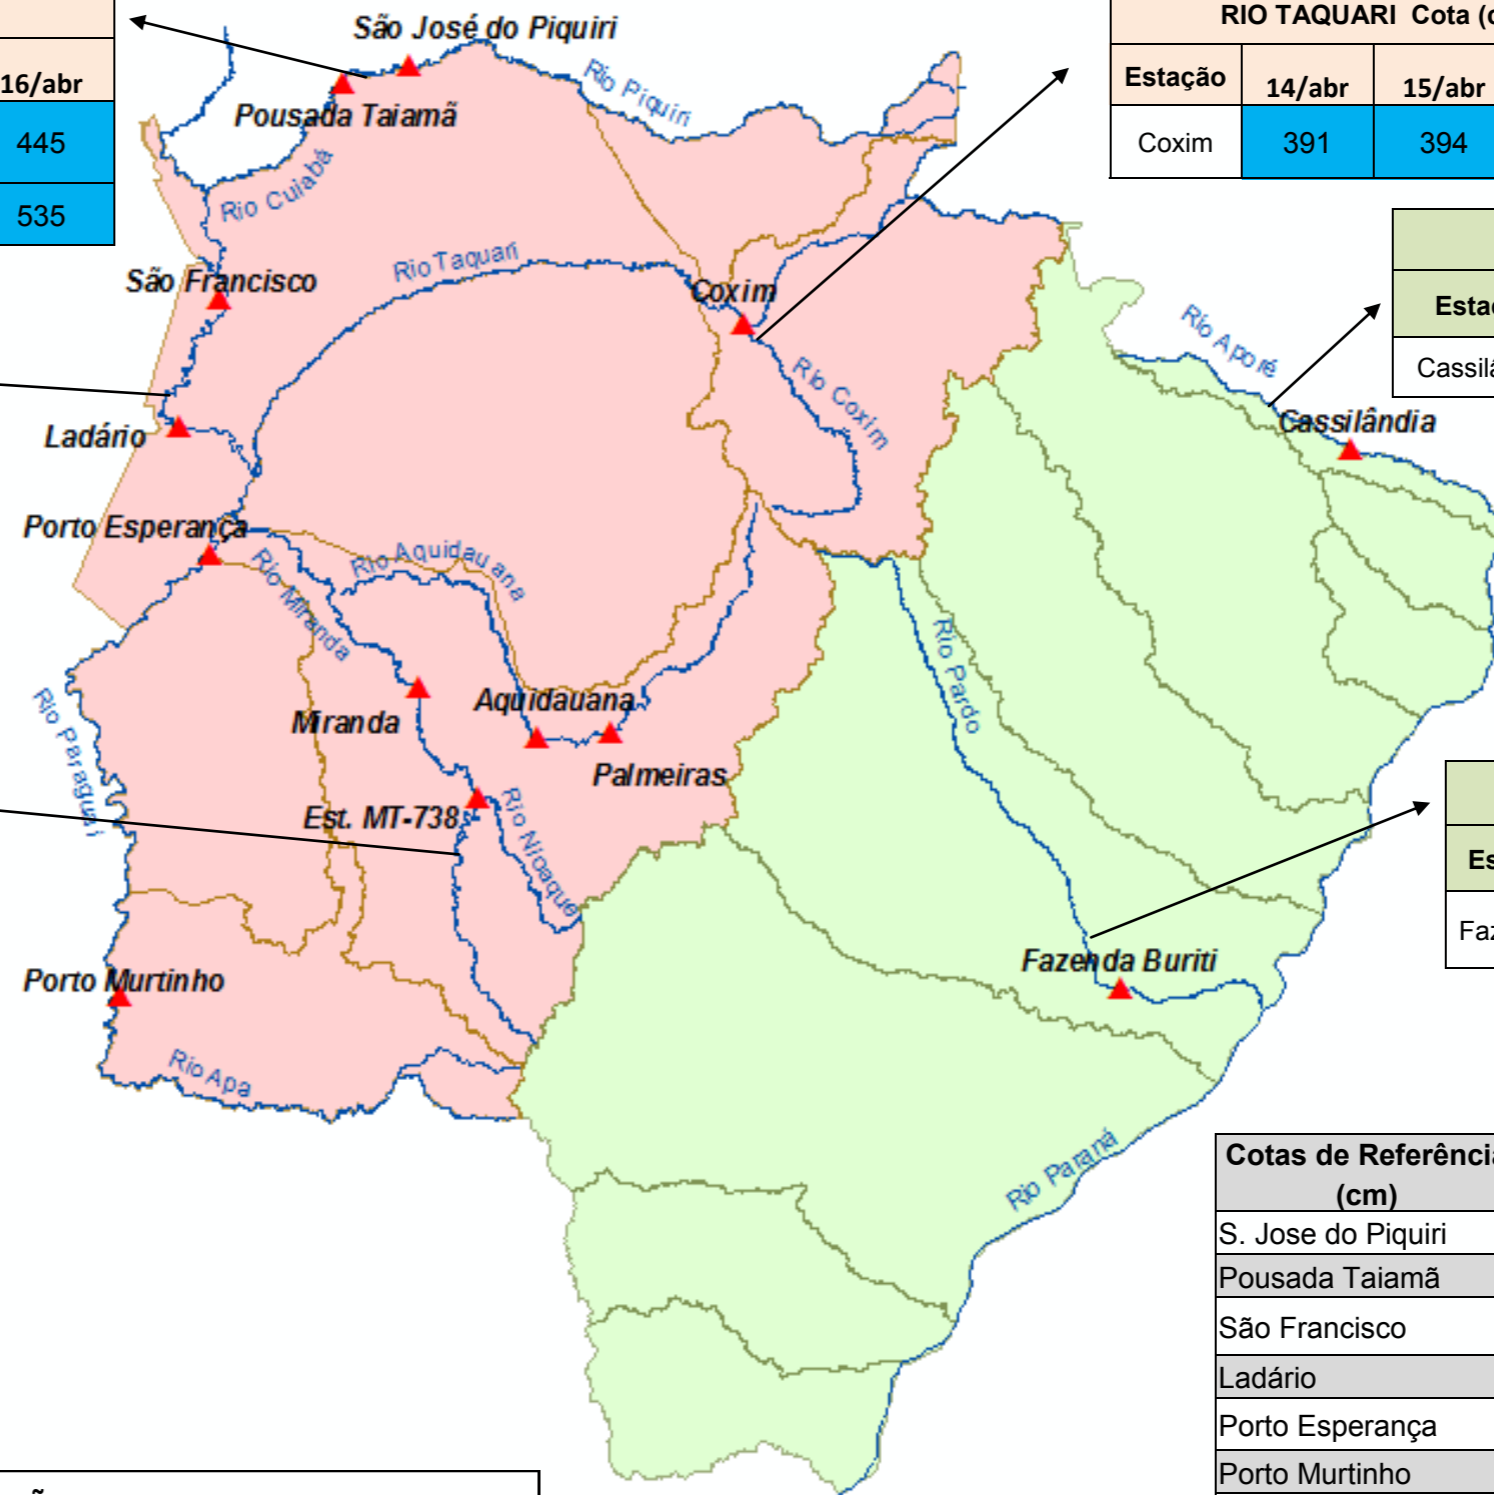 16/abr
445
535
RIO TAQUARI Cota (c
Estação 14/abr 15/abr
Coxim 391 394
São José do Piquiri
Pousada Taiamã
Rio Piquiri
Rio Cuiabá
São Francisco
Rio Taquari
Coxim
Rio Coxim
Rio Aporé
Esta
Cassil
Cassilândia
Ladário
Porto Esperança
Rio Miranda
Rio Aquidauana
Rio Pardo
Rio Paraguai
Miranda
Aquidauana
Palmeiras
Est. MT-738
Rio Nioaque
Es
Faz
Fazenda Buriti
Porto Murtinho
Rio Apa
Rio Paraná
Cotas de Referência
(cm)
S. Jose do Piquiri
Pousada Taiamã
São Francisco
Ladário
Porto Esperança
Porto Murtinho